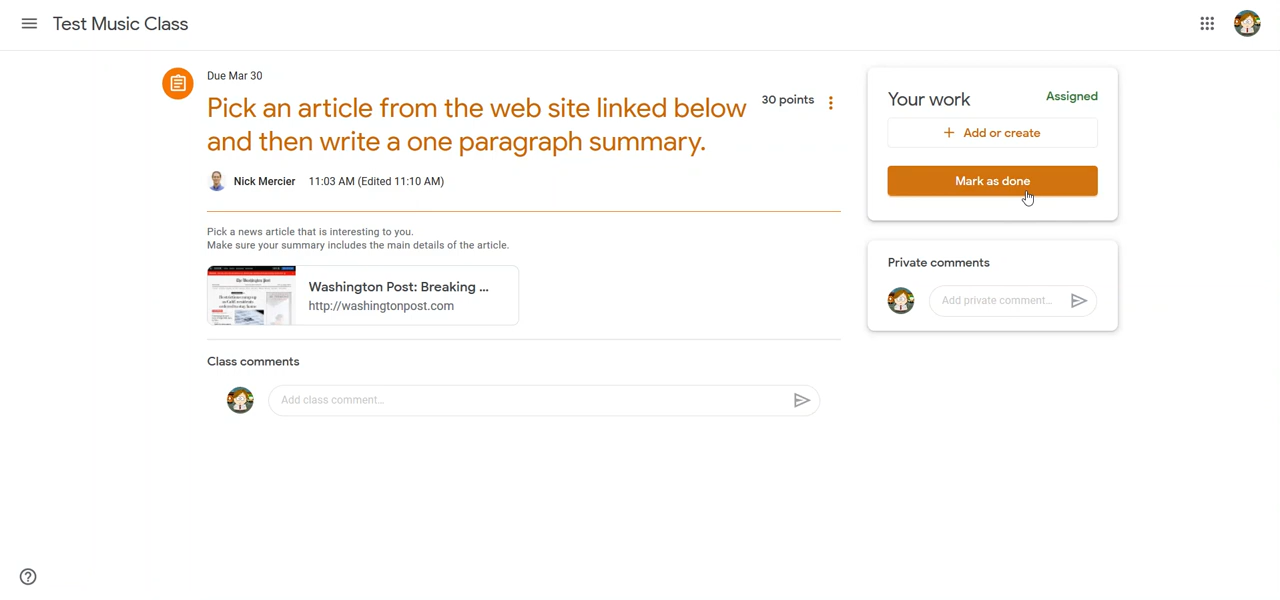 Test Music Class
Due Mar 30
Pick an article from the web site linked below
and then write a one paragraph summary.
30 points
Nick Mercier 11:03 AM (Edited 11:10 AM)
Pick a news article that is interesting to you.
Make sure your summary includes the main details of the article.
Washington Post: Breaking ...
http://washingtonpost.com
Class comments
Add class comment...
Your work
Assigned
+ Add or create
Mark as done
Private comments
Add private comment...